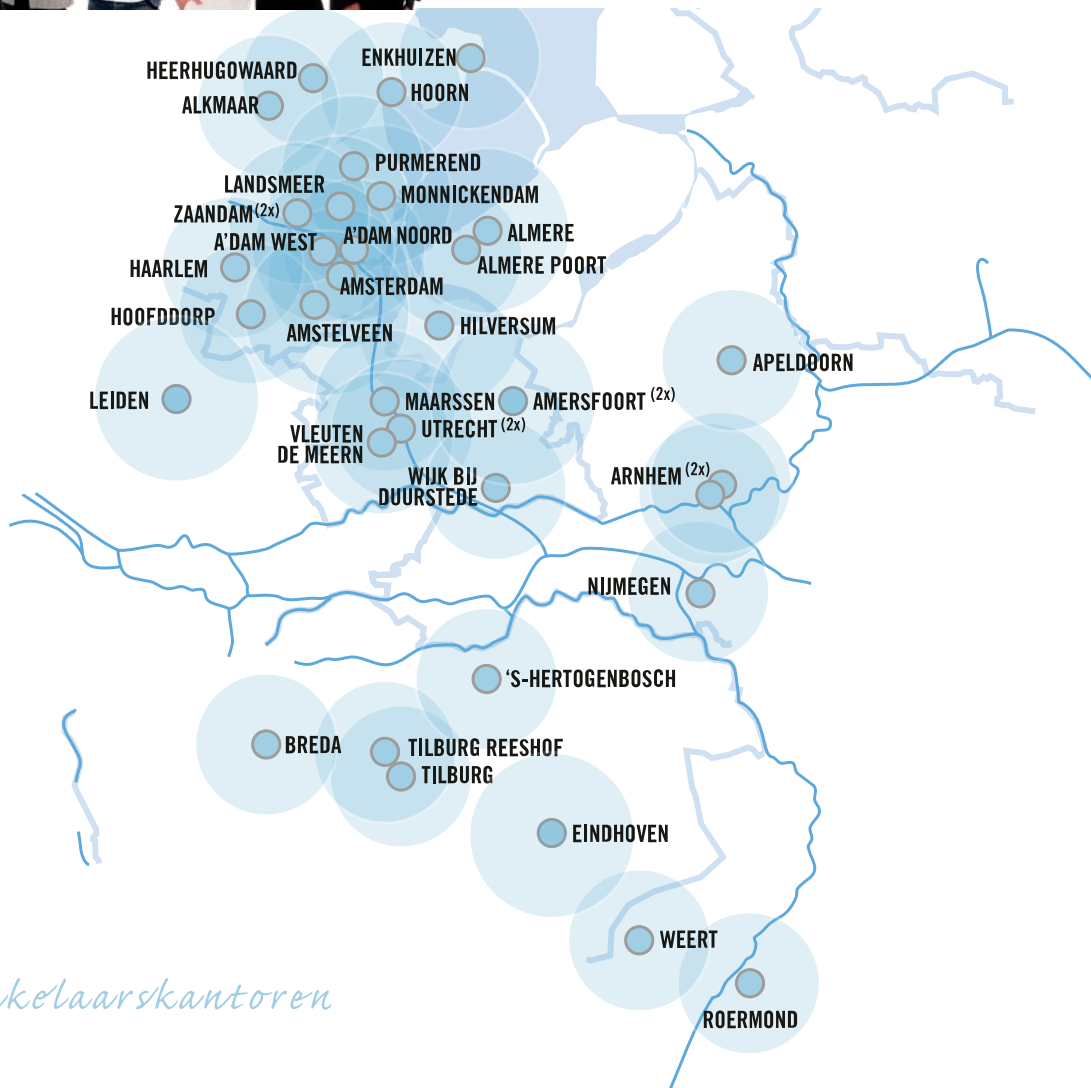 ENKHUIZEN
HEERHUGOWAARD
HOORN
ALKMAAR
PURMEREND
LANDSMEER
MONNICKENDAM
ZAANDAM (2x)
A'DAM WEST
A'DAM NOORD
ALMERE
HAARLEM
ALMERE POORT
AMSTERDAM
HOOFDDORP
AMSTELVEEN
HILVERSUM
APELDOORN
LEIDEN
MAARSSEN
AMERSFOORT (2x)
VLEUTEN
DE MEERN
UTRECHT (2x)
WIJK BIJ
DUURSTEDE
ARNHEM (2x)
NIJMEGEN
'S-HERTOGENBOSCH
BREDA
TILBURG REESHOF
TILBURG
EINDHOVEN
WEERT
kelaarskantoren
ROERMOND